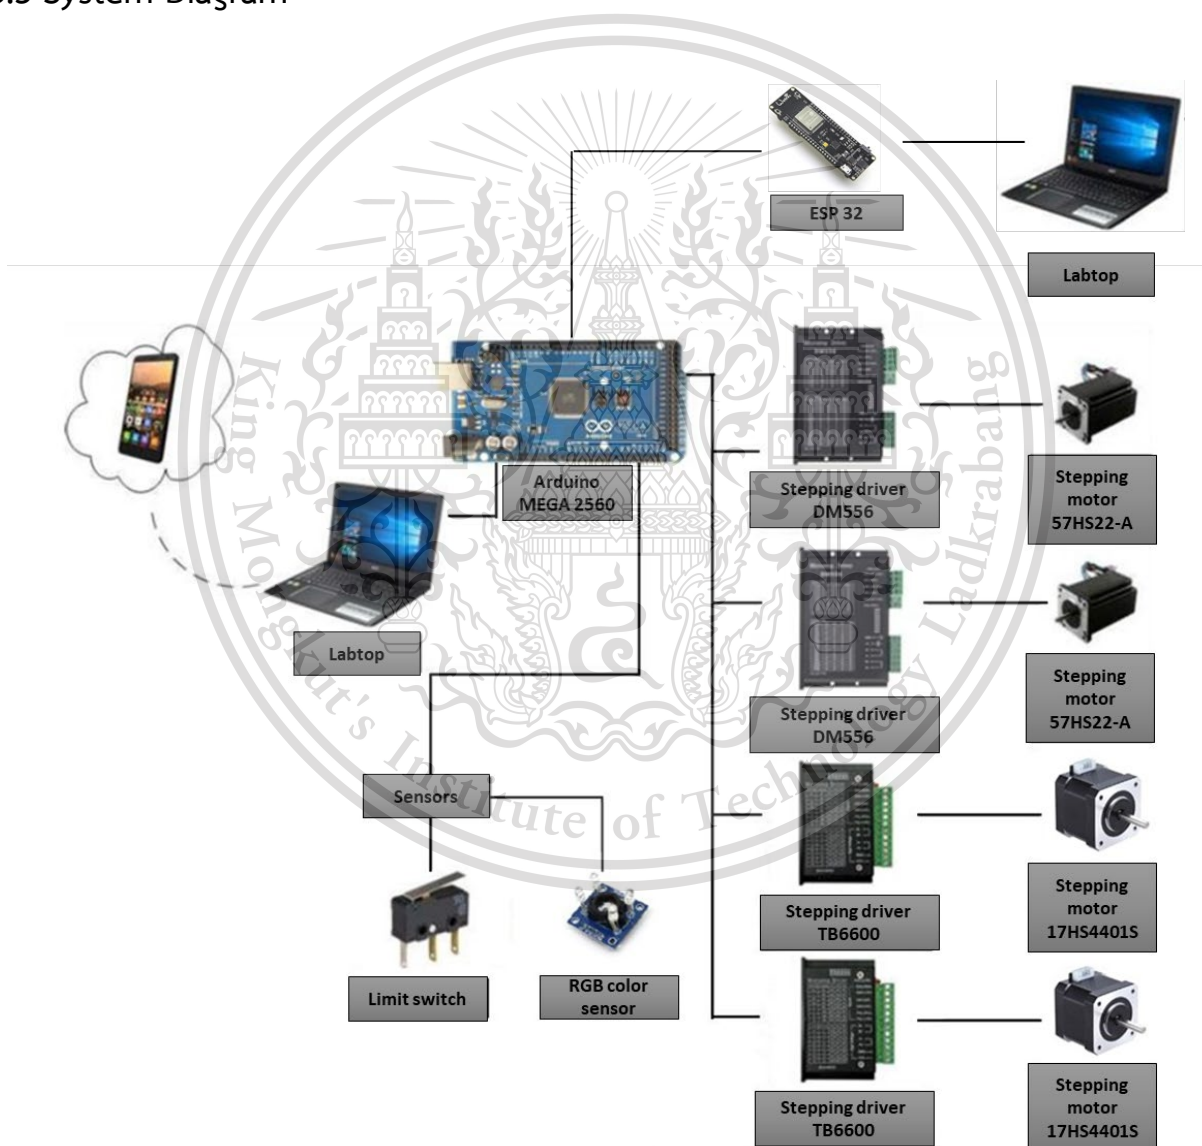 System Diagram
ESP 32
Labtop
Arduino
MEGA 2560
Stepping driver
DM556
Stepping
motor
57HS22-A
Labtop
Stepping driver
DM556
Stepping
motor
57HS22-A
Sensors
Stepping driver
TB6600
Stepping
motor
17HS4401S
Limit switch
RGB color
sensor
Stepping driver
TB6600
Stepping
motor
17HS4401S
King Mongkut's Institute of Technology Ladkrabang